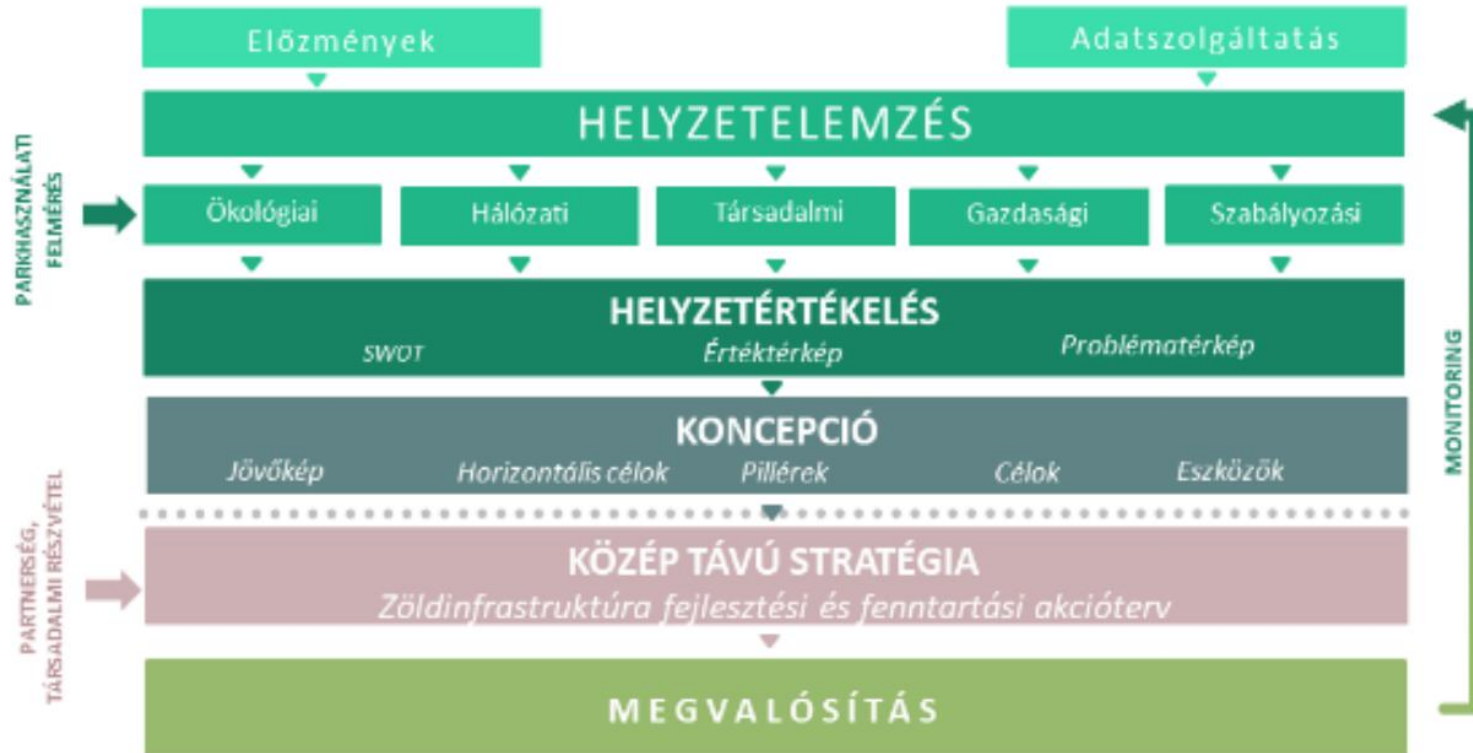 Előzmények
Adatszolgáltatás
HELYZETELEMZÉS
PARKHASZNÁLATI
FELMÉRÉS
Ökológiai
Hálózati
Társadalmi
Gazdasági
Szabályozási
HELYZETÉRTÉKELÉS
SWOT
Értéktérkép
Problématérkép
KONCEPCIÓ
Jövőkép
Horizontális célok
Pillérek
Célok
Eszközök
MONITORING
PARTNERSÉG,
TÁRSADALMI RÉSZVÉTEL
KÖZÉP TÁVÚ STRATÉGIA
Zöldinfrastruktúra fejlesztési és fenntartási akcióterv
MEGVALÓSÍTÁS